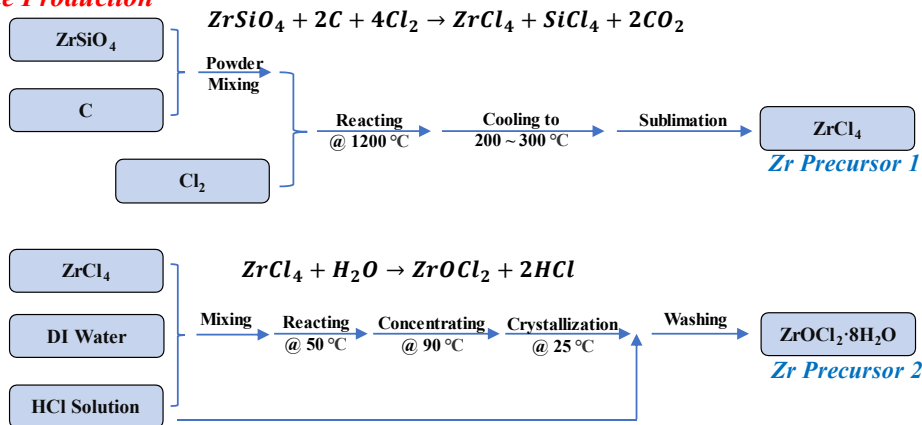 Production
ZrSiO₄ + 2C + 4Cl₂ → ZrCl₄ + SiCl₄ + 2CO₂
ZrSiO₄
Powder
Mixing
C
Reacting
@ 1200 °C
Cooling to
200 ~ 300 °C
Sublimation
ZrCl₄
Zr Precursor 1
Cl₂
ZrCl₄
ZrCl₄ + H₂O → ZrOCl₂ + 2HCl
DI Water
Mixing
Reacting
@ 50 °C
Concentrating
@ 90 °C
Crystallization
@ 25 °C
Washing
ZrOCl₂·8H₂O
Zr Precursor 2
HCl Solution